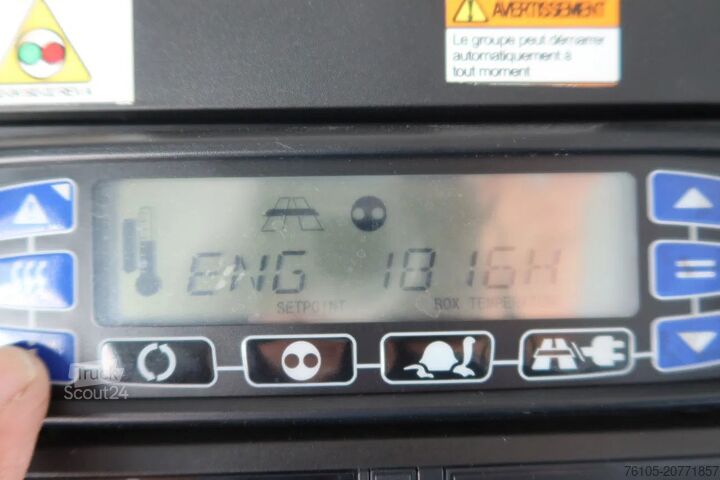 AVERTISSEMENT
Le groupe peut démarrer
automatiquement à
tout moment
ENG 1816H
SETPOINT BOX TEMPERATURE
Truck
Scout24
76105-20771857